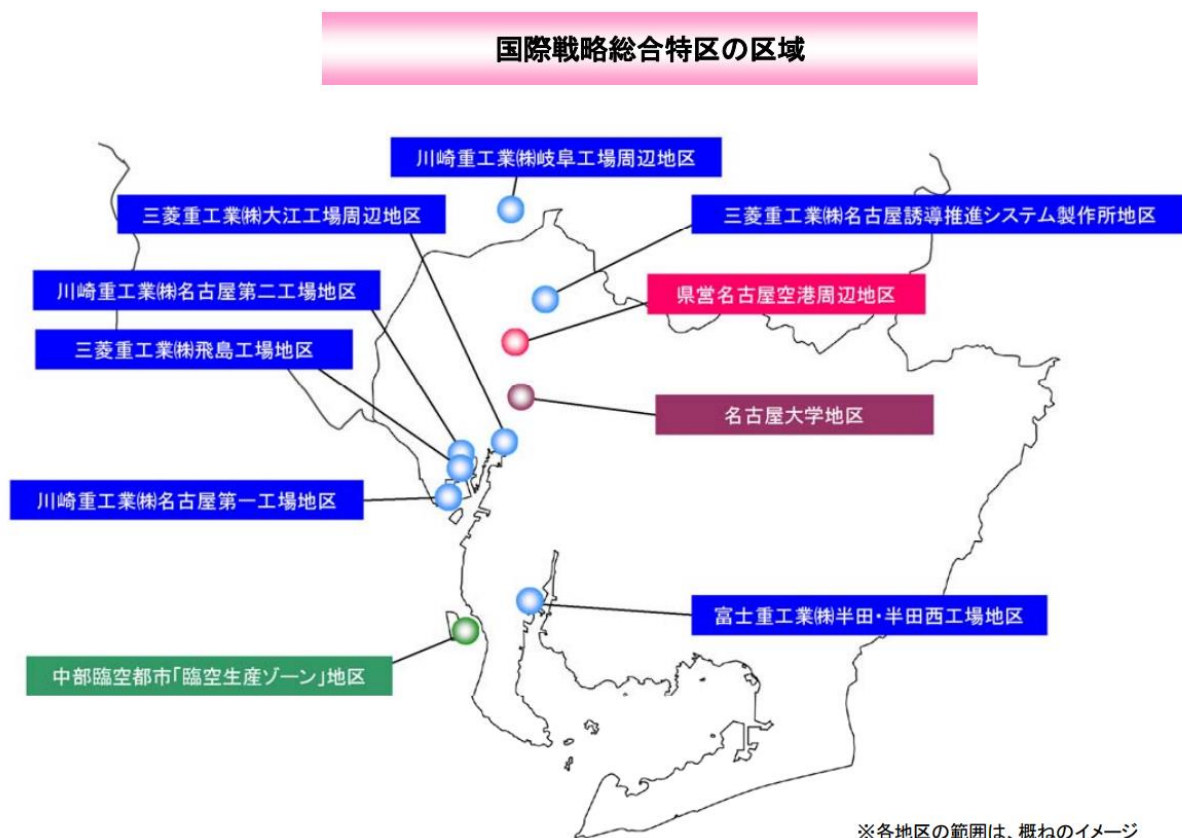 国際戦略総合特区の区域
川崎重工業㈱岐阜工場周辺地区
三菱重工業㈱大江工場周辺地区
三菱重工業㈱名古屋誘導推進システム製作所地区
川崎重工業㈱名古屋第二工場地区
県営名古屋空港周辺地区
三菱重工業㈱飛島工場地区
名古屋大学地区
川崎重工業㈱名古屋第一工場地区
富士重工業㈱半田・半田西工場地区
中部臨空都市「臨空生産ゾーン」地区
※各地区の範囲は、概ねのイメージ